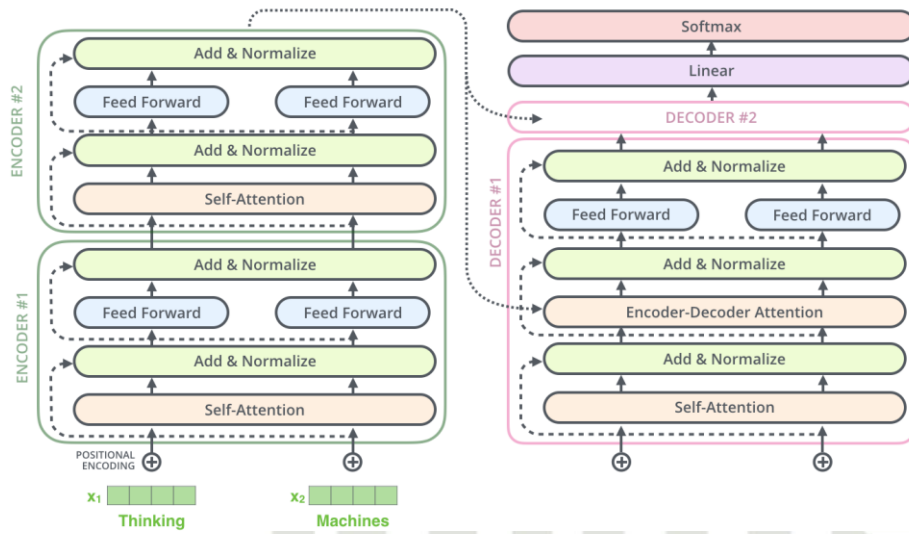 ENCODER #2
Add & Normalize
Feed Forward
Feed Forward
Add & Normalize
Self-Attention
ENCODER #1
Add & Normalize
Feed Forward
Feed Forward
Add & Normalize
Self-Attention
POSITIONAL
ENCODING
x₁
x₂
Thinking
Machines
Softmax
Linear
DECODER #2
DECODER #1
Add & Normalize
Feed Forward
Feed Forward
Add & Normalize
Encoder-Decoder Attention
Add & Normalize
Self-Attention